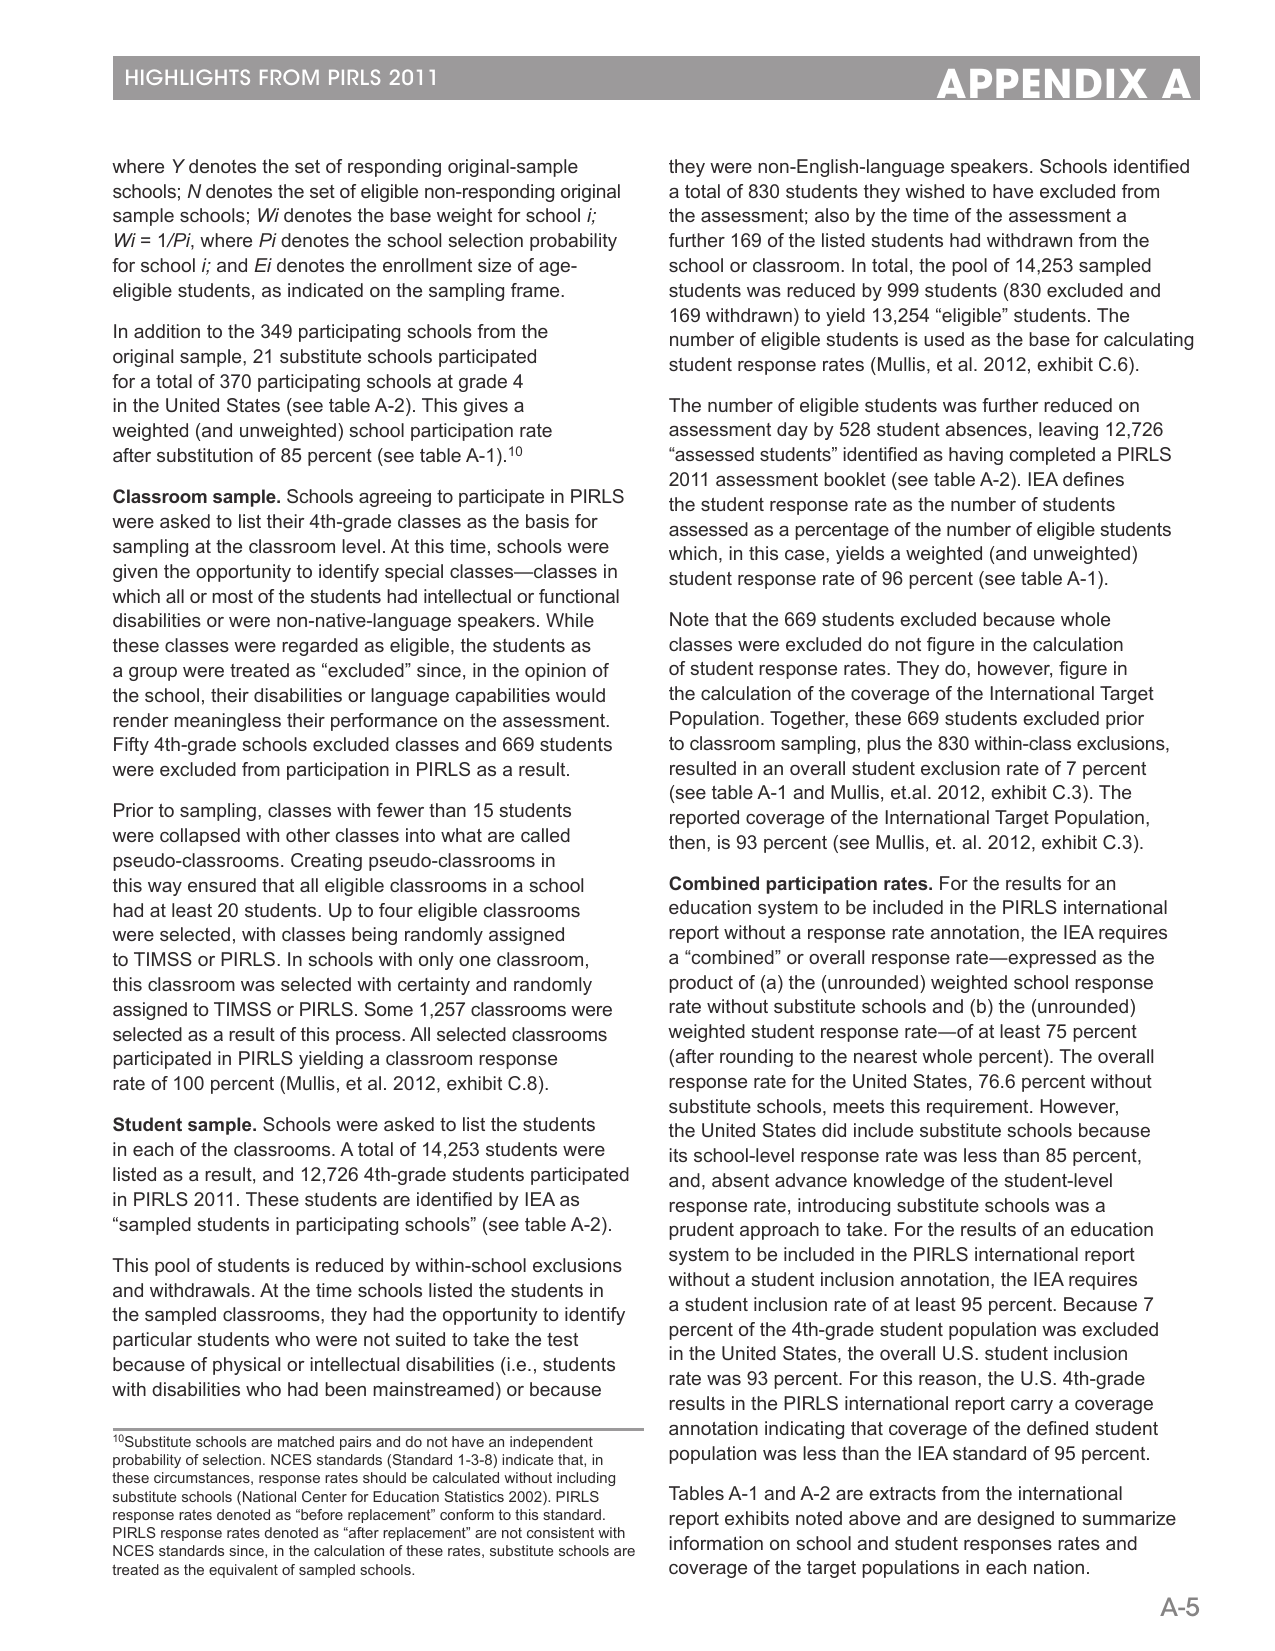 HIGHLIGHTS FROM PIRLS 2011
APPENDIX A
where Y denotes the set of responding original-sample
schools; N denotes the set of eligible non-responding original
sample schools; Wi denotes the base weight for school i;
Wi = 1/Pi, where Pi denotes the school selection probability
for school i; and Ei denotes the enrollment size of age-
eligible students, as indicated on the sampling frame.
In addition to the 349 participating schools from the
original sample, 21 substitute schools participated
for a total of 370 participating schools at grade 4
in the United States (see table A-2). This gives a
weighted (and unweighted) school participation rate
after substitution of 85 percent (see table A-1).10
Classroom sample. Schools agreeing to participate in PIRLS
were asked to list their 4th-grade classes as the basis for
sampling at the classroom level. At this time, schools were
given the opportunity to identify special classes—classes in
which all or most of the students had intellectual or functional
disabilities or were non-native-language speakers. While
these classes were regarded as eligible, the students as
a group were treated as “excluded” since, in the opinion of
the school, their disabilities or language capabilities would
render meaningless their performance on the assessment.
Fifty 4th-grade schools excluded classes and 669 students
were excluded from participation in PIRLS as a result.
Prior to sampling, classes with fewer than 15 students
were collapsed with other classes into what are called
pseudo-classrooms. Creating pseudo-classrooms in
this way ensured that all eligible classrooms in a school
had at least 20 students. Up to four eligible classrooms
were selected, with classes being randomly assigned
to TIMSS or PIRLS. In schools with only one classroom,
this classroom was selected with certainty and randomly
assigned to TIMSS or PIRLS. Some 1,257 classrooms were
selected as a result of this process. All selected classrooms
participated in PIRLS yielding a classroom response
rate of 100 percent (Mullis, et al. 2012, exhibit C.8).
Student sample. Schools were asked to list the students
in each of the classrooms. A total of 14,253 students were
listed as a result, and 12,726 4th-grade students participated
in PIRLS 2011. These students are identified by IEA as
“sampled students in participating schools” (see table A-2).
This pool of students is reduced by within-school exclusions
and withdrawals. At the time schools listed the students in
the sampled classrooms, they had the opportunity to identify
particular students who were not suited to take the test
because of physical or intellectual disabilities (i.e., students
with disabilities who had been mainstreamed) or because
10Substitute schools are matched pairs and do not have an independent
probability of selection. NCES standards (Standard 1-3-8) indicate that, in
these circumstances, response rates should be calculated without including
substitute schools (National Center for Education Statistics 2002). PIRLS
response rates denoted as “before replacement” conform to this standard.
PIRLS response rates denoted as “after replacement” are not consistent with
NCES standards since, in the calculation of these rates, substitute schools are
treated as the equivalent of sampled schools.
they were non-English-language speakers. Schools identified
a total of 830 students they wished to have excluded from
the assessment; also by the time of the assessment a
further 169 of the listed students had withdrawn from the
school or classroom. In total, the pool of 14,253 sampled
students was reduced by 999 students (830 excluded and
169 withdrawn) to yield 13,254 “eligible” students. The
number of eligible students is used as the base for calculating
student response rates (Mullis, et al. 2012, exhibit C.6).
The number of eligible students was further reduced on
assessment day by 528 student absences, leaving 12,726
“assessed students” identified as having completed a PIRLS
2011 assessment booklet (see table A-2). IEA defines
the student response rate as the number of students
assessed as a percentage of the number of eligible students
which, in this case, yields a weighted (and unweighted)
student response rate of 96 percent (see table A-1).
Note that the 669 students excluded because whole
classes were excluded do not figure in the calculation
of student response rates. They do, however, figure in
the calculation of the coverage of the International Target
Population. Together, these 669 students excluded prior
to classroom sampling, plus the 830 within-class exclusions,
resulted in an overall student exclusion rate of 7 percent
(see table A-1 and Mullis, et.al. 2012, exhibit C.3). The
reported coverage of the International Target Population,
then, is 93 percent (see Mullis, et. al. 2012, exhibit C.3).
Combined participation rates. For the results for an
education system to be included in the PIRLS international
report without a response rate annotation, the IEA requires
a “combined” or overall response rate—expressed as the
product of (a) the (unrounded) weighted school response
rate without substitute schools and (b) the (unrounded)
weighted student response rate—of at least 75 percent
(after rounding to the nearest whole percent). The overall
response rate for the United States, 76.6 percent without
substitute schools, meets this requirement. However,
the United States did include substitute schools because
its school-level response rate was less than 85 percent,
and, absent advance knowledge of the student-level
response rate, introducing substitute schools was a
prudent approach to take. For the results of an education
system to be included in the PIRLS international report
without a student inclusion annotation, the IEA requires
a student inclusion rate of at least 95 percent. Because 7
percent of the 4th-grade student population was excluded
in the United States, the overall U.S. student inclusion
rate was 93 percent. For this reason, the U.S. 4th-grade
results in the PIRLS international report carry a coverage
annotation indicating that coverage of the defined student
population was less than the IEA standard of 95 percent.
Tables A-1 and A-2 are extracts from the international
report exhibits noted above and are designed to summarize
information on school and student responses rates and
coverage of the target populations in each nation.
A-5